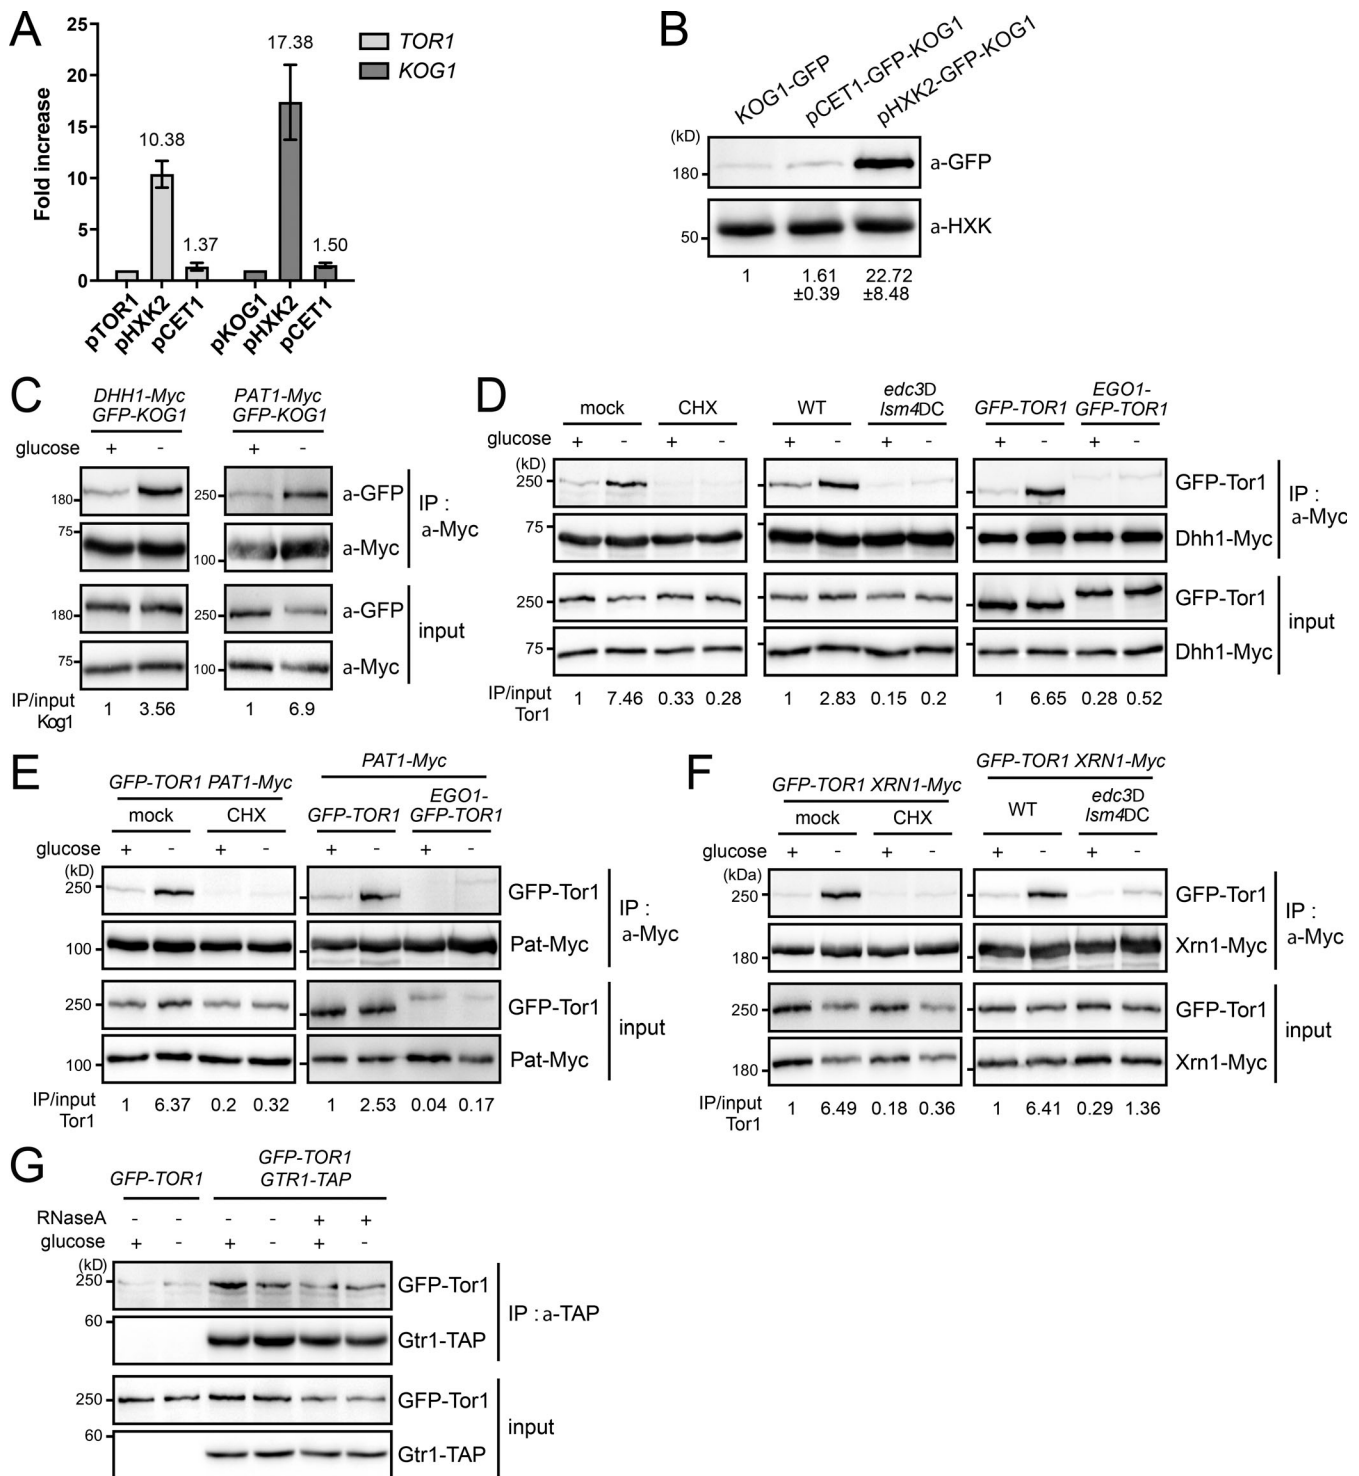 A
25
20
15
10
5
0
Fold increase
17.38
10.38
1.37
1.50
TOR1
KOG1
pTOR1
pHXK2
pCET1
pKOG1
pHXK2
pCET1
B
KOG1-GFP
pCET1-GFP-KOG1
pHXK2-GFP-KOG1
(kD)
180
a-GFP
50
a-HXK
1 1.61 22.72
±0.39 ±8.48
C
DHH1-Myc PAT1-Myc
GFP-KOG1 GFP-KOG1
glucose + - + -
180 250 a-GFP
75 100 a-Myc
IP :
a-Myc
180 250 a-GFP
75 100 a-Myc
input
IP/input 1 3.56 1 6.9
Kog1
D
mock CHX WT edc3D GFP-TOR1 EGO1-
lsm4DC GFP-TOR1
glucose + - + - + - + - + - + -
(kD)
250 GFP-Tor1
75 Dhh1-Myc
IP :
a-Myc
250 GFP-Tor1
75 Dhh1-Myc
input
IP/input 1 7.46 0.33 0.28 1 2.83 0.15 0.2 1 6.65 0.28 0.52
Tor1
E
GFP-TOR1 PAT1-Myc PAT1-Myc
mock CHX GFP-TOR1 EGO1-
GFP-TOR1
glucose + - + - + - + -
(kD)
250 GFP-Tor1
100 Pat-Myc
IP :
a-Myc
250 GFP-Tor1
100 Pat-Myc
input
IP/input 1 6.37 0.2 0.32 1 2.53 0.04 0.17
Tor1
F
GFP-TOR1 XRN1-Myc GFP-TOR1 XRN1-Myc
mock CHX WT edc3D
lsm4DC
glucose + - + - + - + -
(kDa)
250 GFP-Tor1
180 Xrn1-Myc
IP :
a-Myc
250 GFP-Tor1
180 Xrn1-Myc
input
IP/input 1 6.49 0.18 0.36 1 6.41 0.29 1.36
Tor1
G
GFP-TOR1 GFP-TOR1
GTR1-TAP
RNaseA - - - - + +
glucose + - + - + -
(kD)
250 GFP-Tor1
60 Gtr1-TAP
IP : a-TAP
250 GFP-Tor1
60 Gtr1-TAP
input